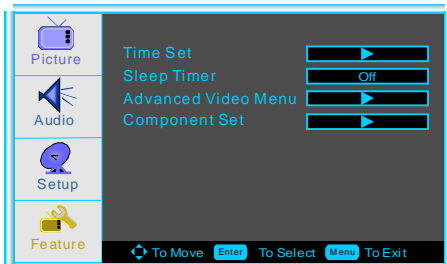 Picture
Audio
Setup
Feature
Time Set
Sleep Timer Off
Advanced Video Menu
Component Set
To Move Enter To Select Menu To Exit